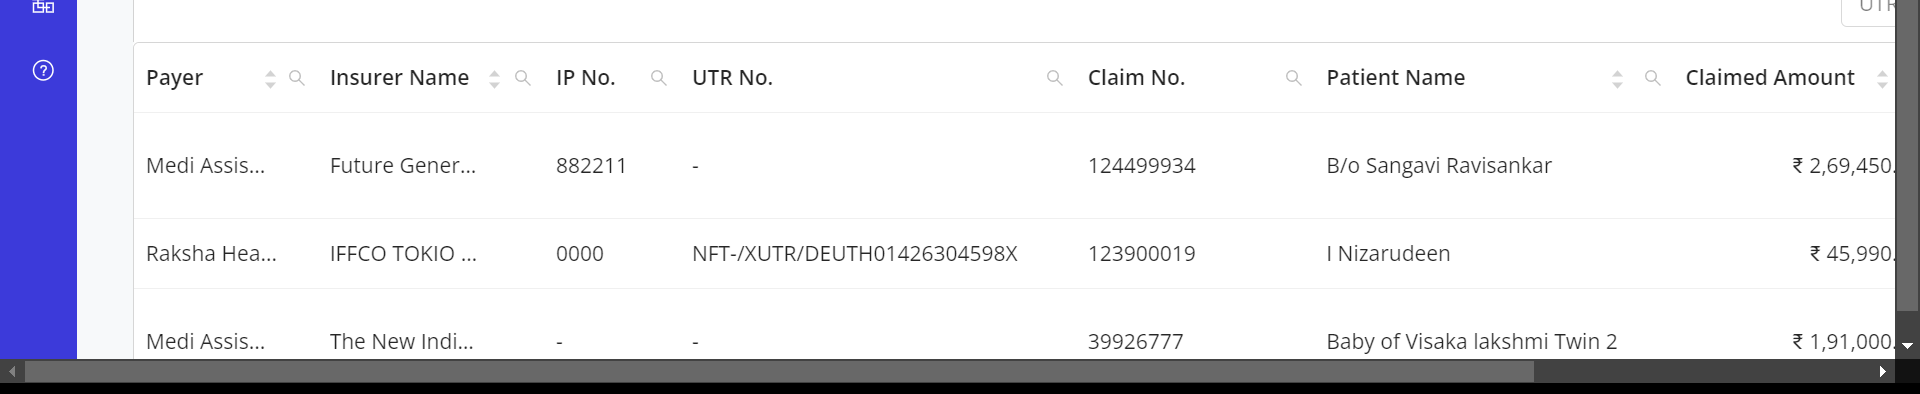 UTR
Payer Insurer Name IP No. UTR No. Claim No. Patient Name Claimed Amount
Medi Assis... Future Gener... 882211 - 124499934 B/o Sangavi Ravisankar ₹ 2,69,450.
Raksha Hea... IFFCO TOKIO ... 0000 NFT-/XUTR/DEUTH01426304598X 123900019 I Nizarudeen ₹ 45,990.
Medi Assis... The New Indi... - - 39926777 Baby of Visaka lakshmi Twin 2 ₹ 1,91,000.